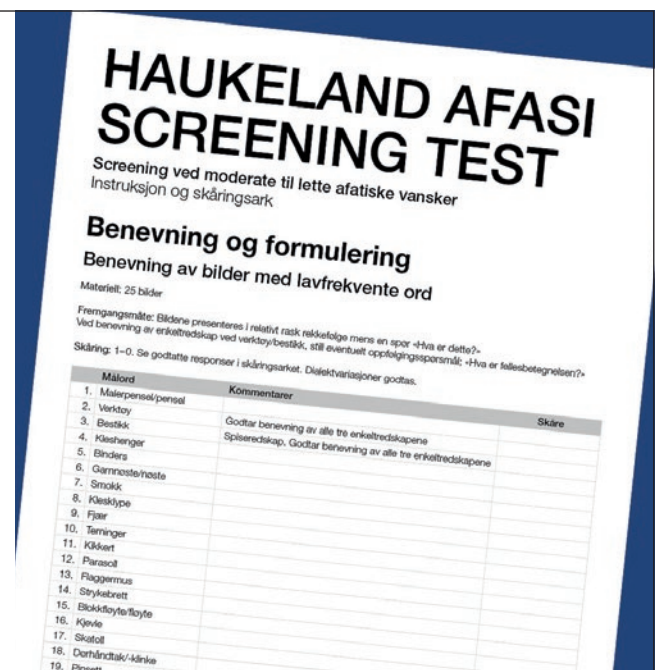 HAUKELAND AFASI
SCREENING TEST
Screening ved moderate til lette afatiske vansker
Instruksjon og skåringsark
Benevning og formulering
Benevning av bilder med lavfrekvente ord
Materiell: 25 bilder
Fremgangsmåte: Bildene presenteres i relativt rask rekkefølge mens en spør «Hva er dette?»
Ved benevning av enkeltredskap ved verktøy/bestikk, still eventuelt oppfølgingsspørsmål; «Hva er fellesbetegnelsen?»
Skåring: 1–0. Se godtatte responser i skåringsarket. Dialektvariasjoner godtas.
Målord Kommentarer Skåre
1. Malerpensel/pensel
2. Verktøy Godtar benevning av alle tre enkeltredskapene
3. Bestikk Spiseredskap. Godtar benevning av alle tre enkeltredskapene
4. Kleshenger
5. Binders
6. Garnnøste/nøste
7. Smokk
8. Klesklype
9. Fjær
10. Terninger
11. Kikkert
12. Parasoll
13. Flaggermus
14. Strykebrett
15. Blokkfløyte/fløyte
16. Kjevle
17. Skatoll
18. Dørhåndtak/-klinke
19. Pinsett